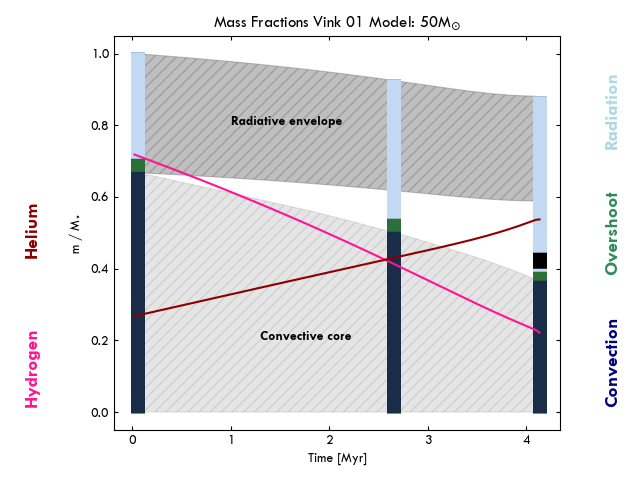 Mass Fractions Vink 01 Model: 50M☉
1.0
0.8
0.6
0.4
0.2
0.0
m / M⋆
Helium
Hydrogen
Radiative envelope
Convective core
Radiation
Overshoot
Convection
0
1
2
3
4
Time [Myr]